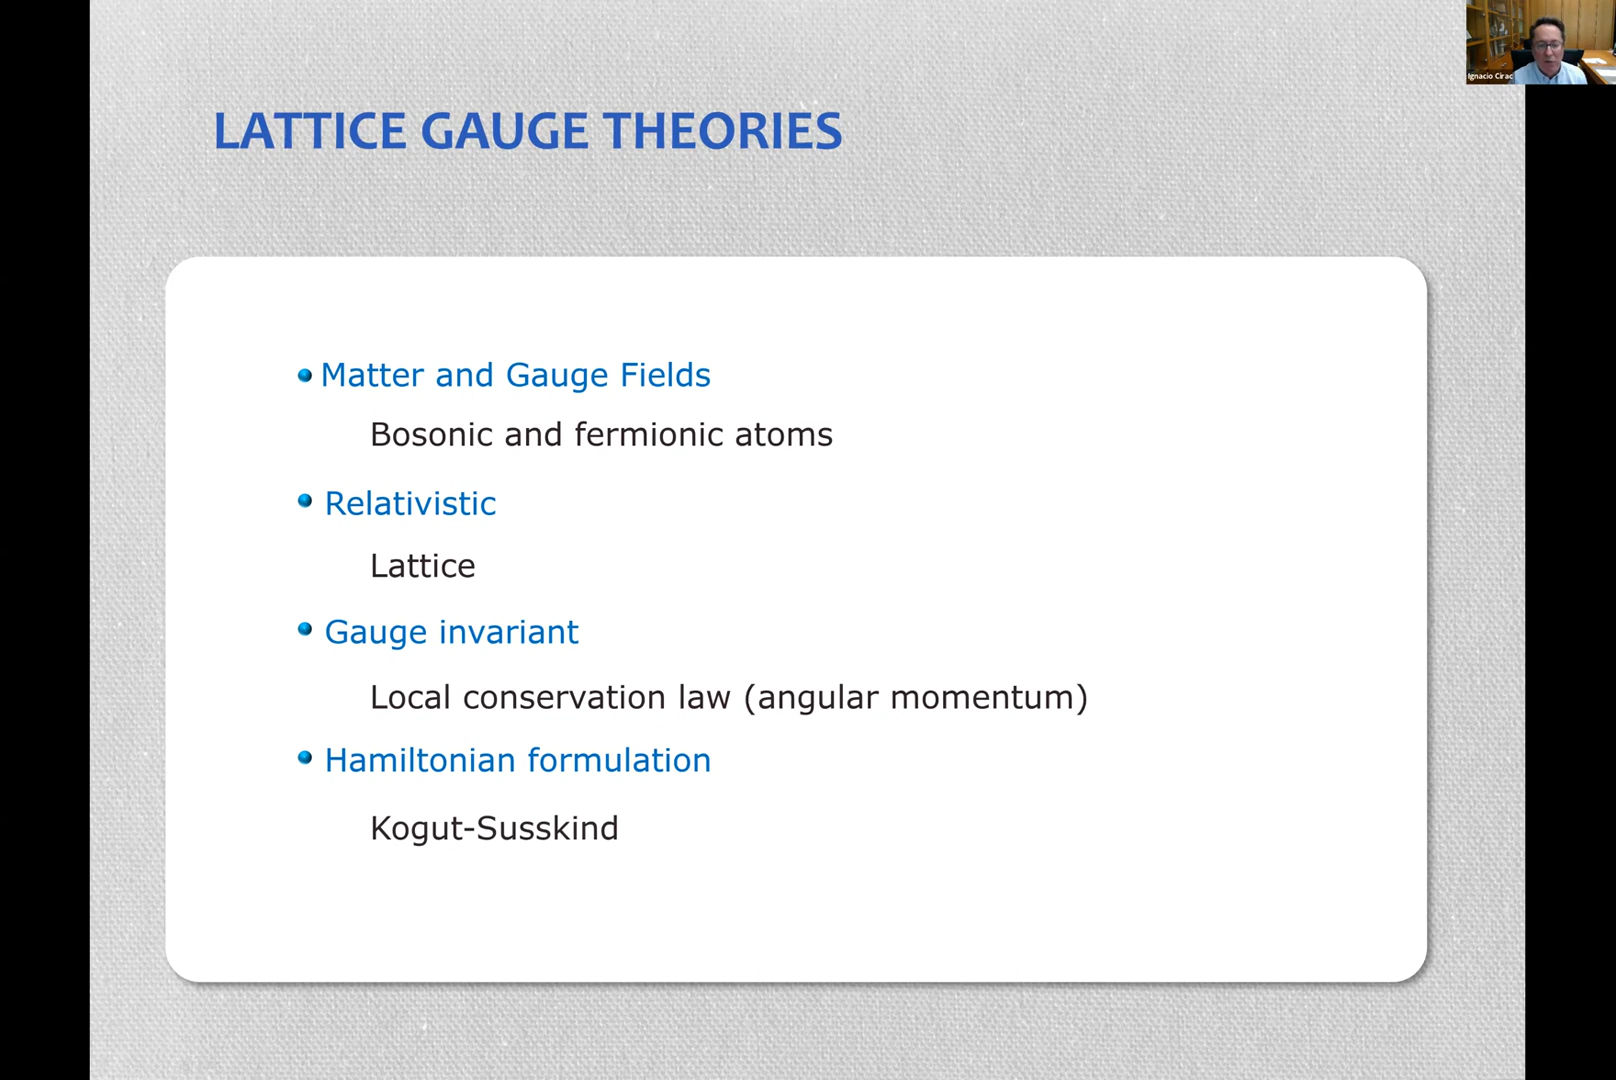 Ignacio Cirac
LATTICE GAUGE THEORIES
Matter and Gauge Fields
Bosonic and fermionic atoms
Relativistic
Lattice
Gauge invariant
Local conservation law (angular momentum)
Hamiltonian formulation
Kogut-Susskind